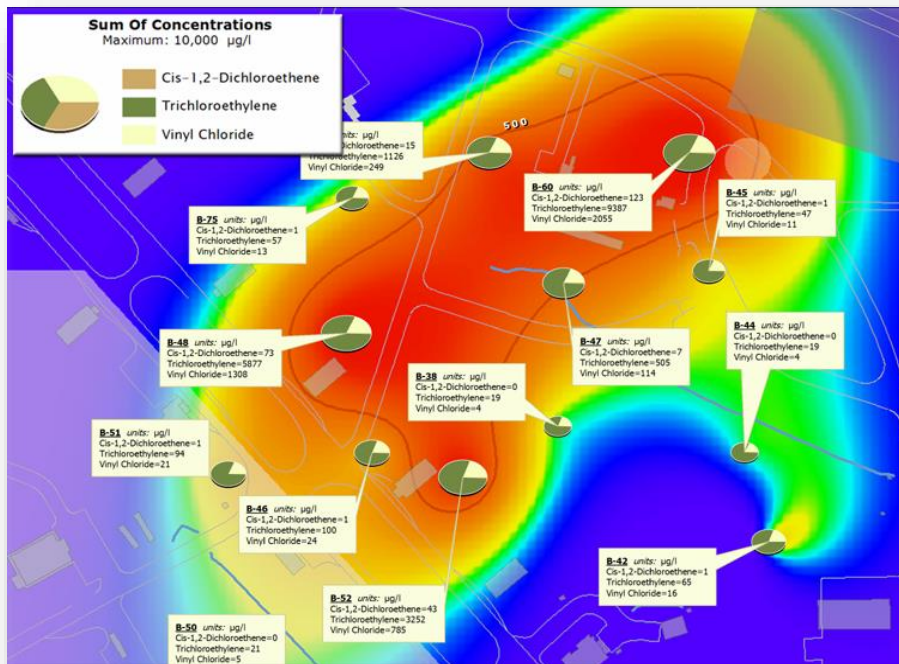 Sum Of Concentrations
Maximum: 10,000 µg/l
Cis-1,2-Dichloroethene
Trichloroethylene
Vinyl Chloride
500
Dichloroethene=15
Trichloroethylene=1126
Vinyl Chloride=249
B-60 units: µg/l
Cis-1,2-Dichloroethene=123
Trichloroethylene=9387
Vinyl Chloride=2055
B-45 units: µg/l
Cis-1,2-Dichloroethene=1
Trichloroethylene=47
Vinyl Chloride=11
B-75 units: µg/l
Cis-1,2-Dichloroethene=1
Trichloroethylene=57
Vinyl Chloride=13
B-48 units: µg/l
Cis-1,2-Dichloroethene=73
Trichloroethylene=5877
Vinyl Chloride=1308
B-47 units: µg/l
Cis-1,2-Dichloroethene=7
Trichloroethylene=505
Vinyl Chloride=114
B-44 units: µg/l
Cis-1,2-Dichloroethene=0
Trichloroethylene=19
Vinyl Chloride=4
B-38 units: µg/l
Cis-1,2-Dichloroethene=0
Trichloroethylene=19
Vinyl Chloride=4
B-51 units: µg/l
Cis-1,2-Dichloroethene=1
Trichloroethylene=94
Vinyl Chloride=21
B-46 units: µg/l
Cis-1,2-Dichloroethene=1
Trichloroethylene=100
Vinyl Chloride=24
B-42 units: µg/l
Cis-1,2-Dichloroethene=1
Trichloroethylene=65
Vinyl Chloride=16
B-52 units: µg/l
Cis-1,2-Dichloroethene=43
Trichloroethylene=3252
Vinyl Chloride=785
B-50 units: µg/l
Cis-1,2-Dichloroethene=0
Trichloroethylene=21
Vinyl Chloride=5